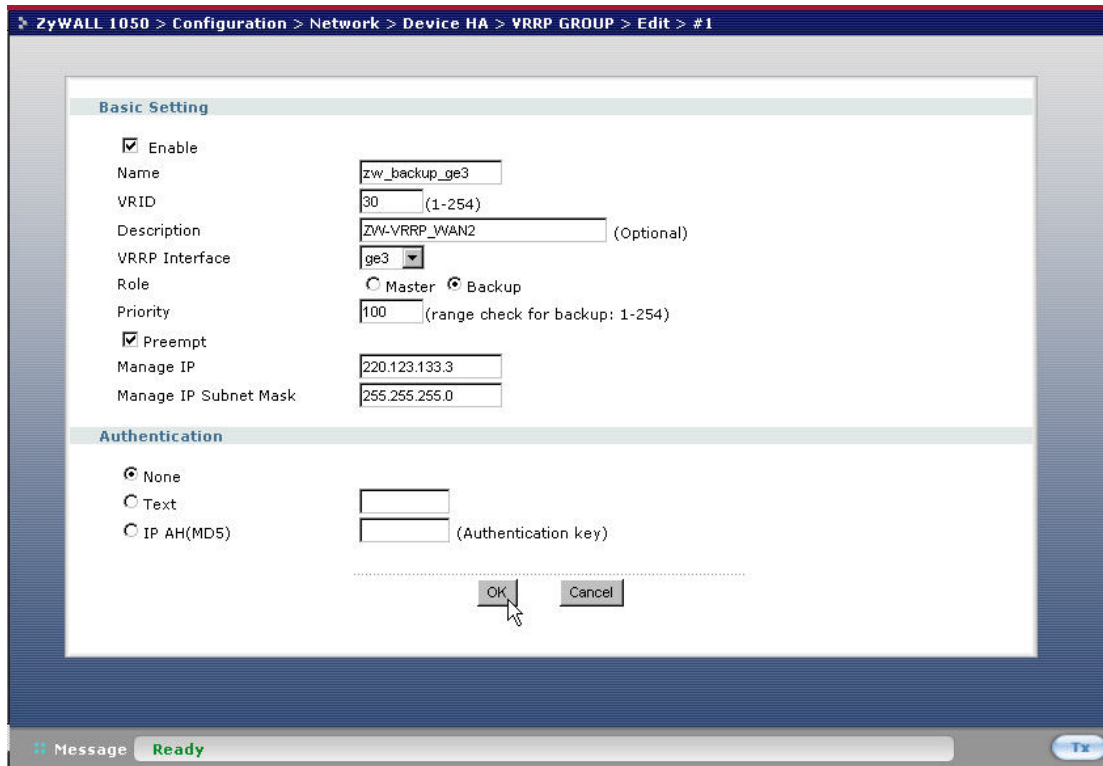 ZyWALL 1050 > Configuration > Network > Device HA > VRRP GROUP > Edit > #1
Basic Setting
Enable
Name zw_backup_ge3
VRID 30 (1-254)
Description ZW-VRRP_WAN2 (Optional)
VRRP Interface ge3
Role Master Backup
Priority 100 (range check for backup: 1-254)
Preempt
Manage IP 220.123.133.3
Manage IP Subnet Mask 255.255.255.0
Authentication
None
Text
IP AH(MD5) (Authentication key)
OK Cancel
Message Ready Tx